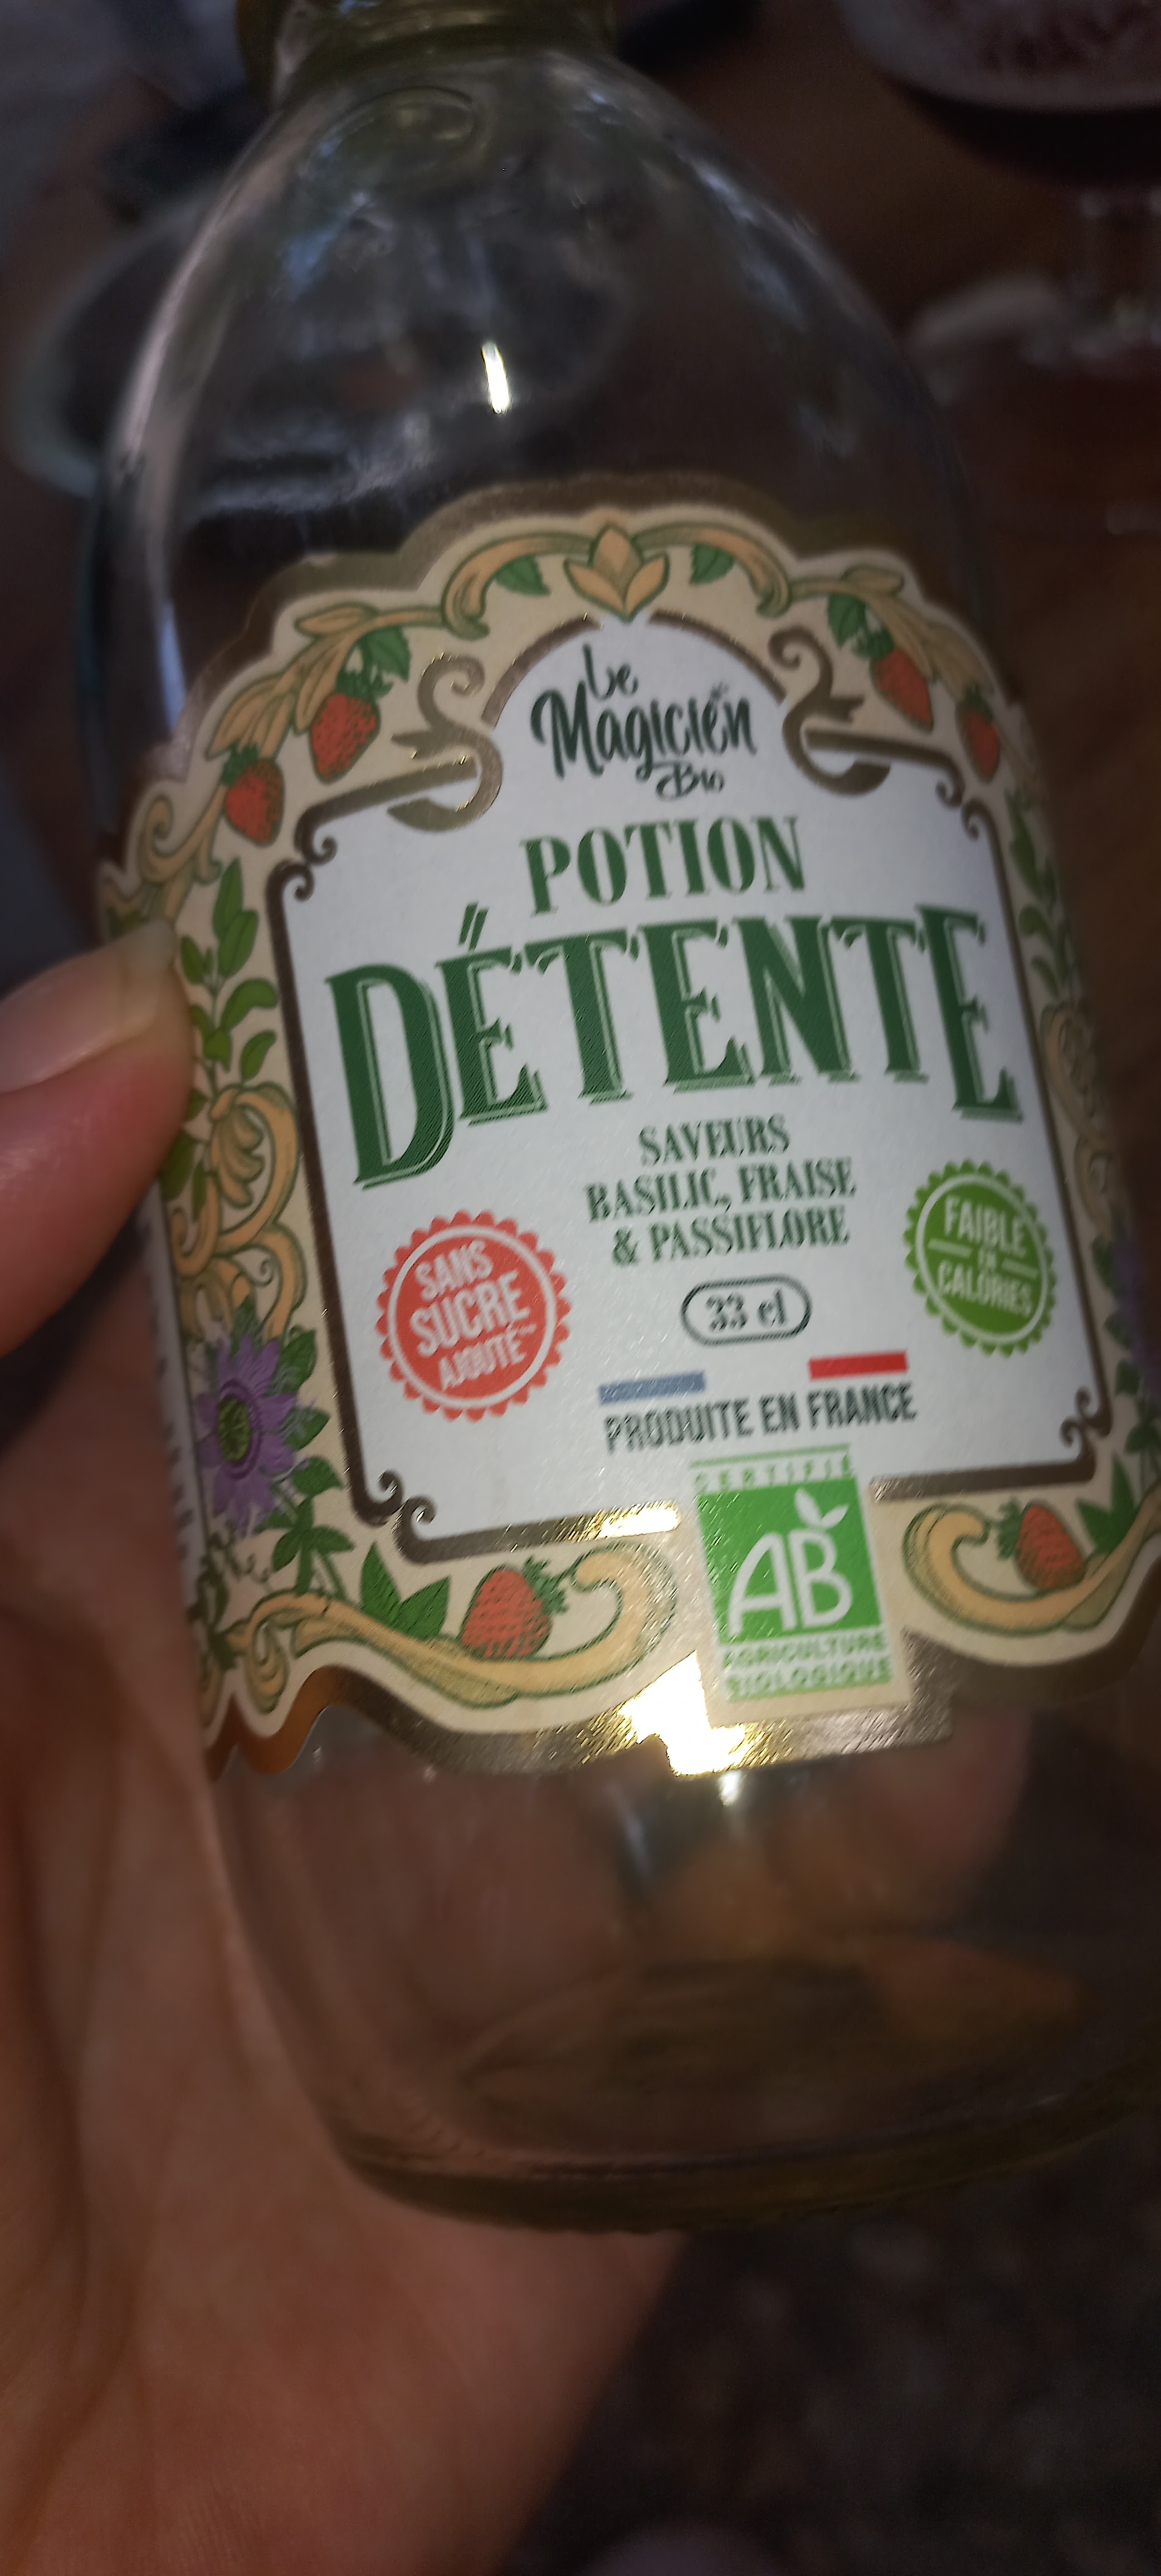 Le
Magicien
Bio
POTION
DÉTENTE
SAVEURS
BASILIC, FRAISE
& PASSIFLORE
SANS
SUCRE
AJOUTÉ
FAIBLE
EN
CALORIES
33 cl
PRODUITE EN FRANCE
CERTIFIÉ
AB
AGRICULTURE
BIOLOGIQUE